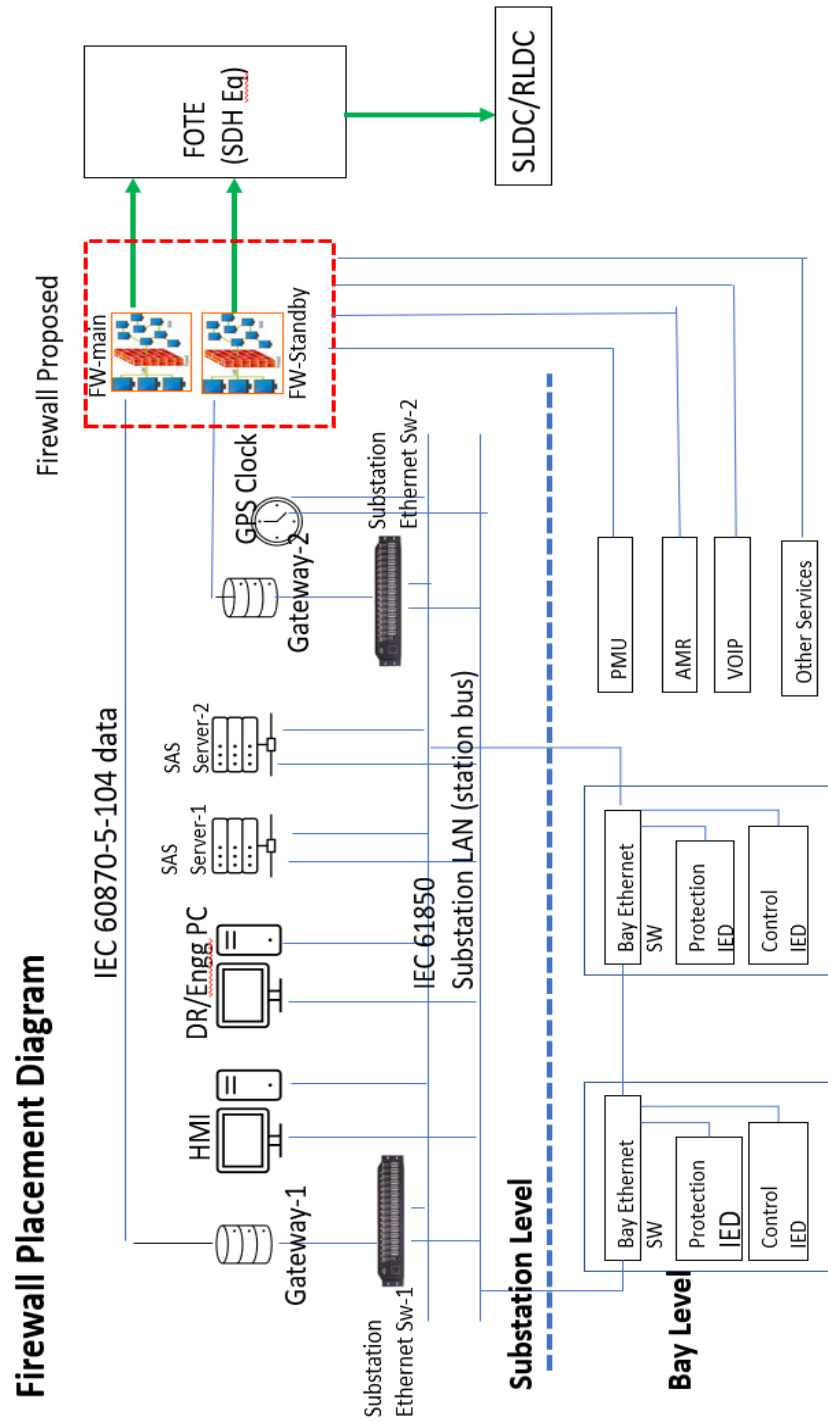 Firewall Placement Diagram
Firewall Proposed
IEC 60870-5-104 data
FW-main
FW-Standby
FOTE
(SDH Eq)
SLDC/RLDC
Gateway-1
HMI
DR/Engg PC
SAS
Server-1
SAS
Server-2
Gateway-2
GPS Clock
Substation
Ethernet Sw-1
Substation
Ethernet Sw-2
IEC 61850
Substation LAN (station bus)
Substation Level
Bay Level
Bay Ethernet
SW
Protection
IED
Control
IED
Bay Ethernet
SW
Protection
IED
Control
IED
PMU
AMR
VOIP
Other Services